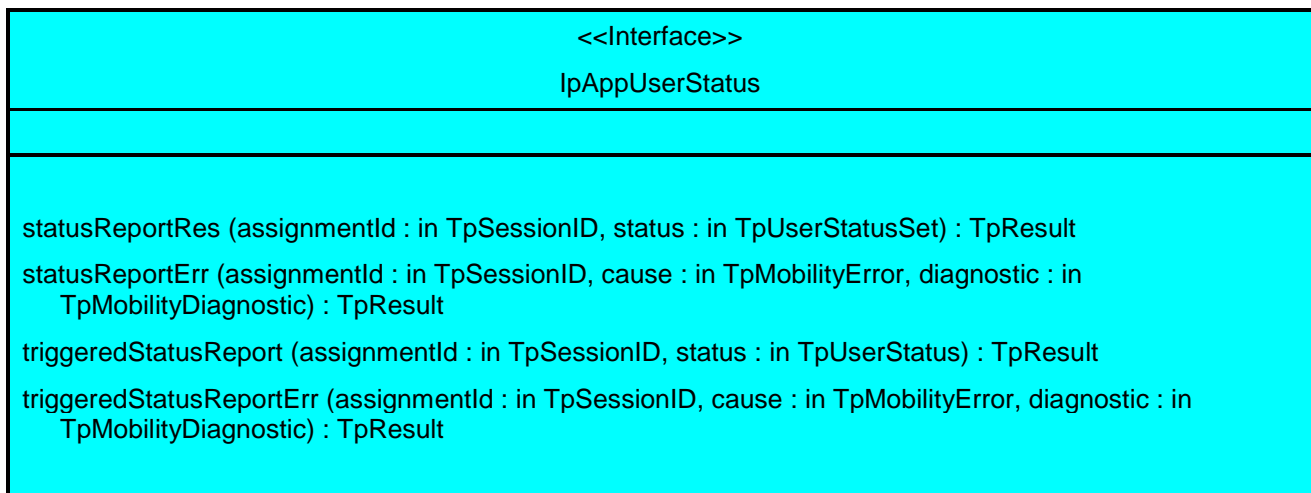 <<Interface>>
IpAppUserStatus
statusReportRes (assignmentId : in TpSessionID, status : in TpUserStatusSet) : TpResult
statusReportErr (assignmentId : in TpSessionID, cause : in TpMobilityError, diagnostic : in
TpMobilityDiagnostic) : TpResult
triggeredStatusReport (assignmentId : in TpSessionID, status : in TpUserStatus) : TpResult
triggeredStatusReportErr (assignmentId : in TpSessionID, cause : in TpMobilityError, diagnostic : in
TpMobilityDiagnostic) : TpResult